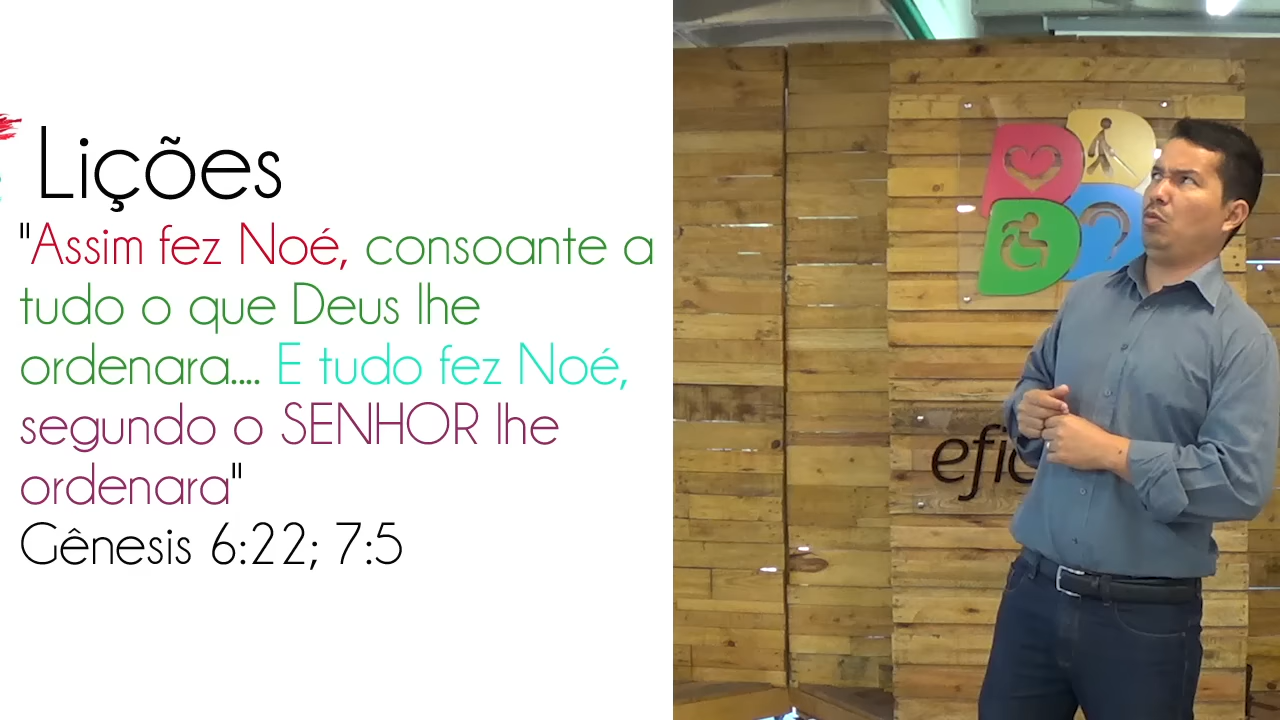 Lições
"Assim fez Noé, consoante a
tudo o que Deus lhe
ordenara.... E tudo fez Noé,
segundo o SENHOR lhe
ordenara"
Gênesis 6:22; 7:5